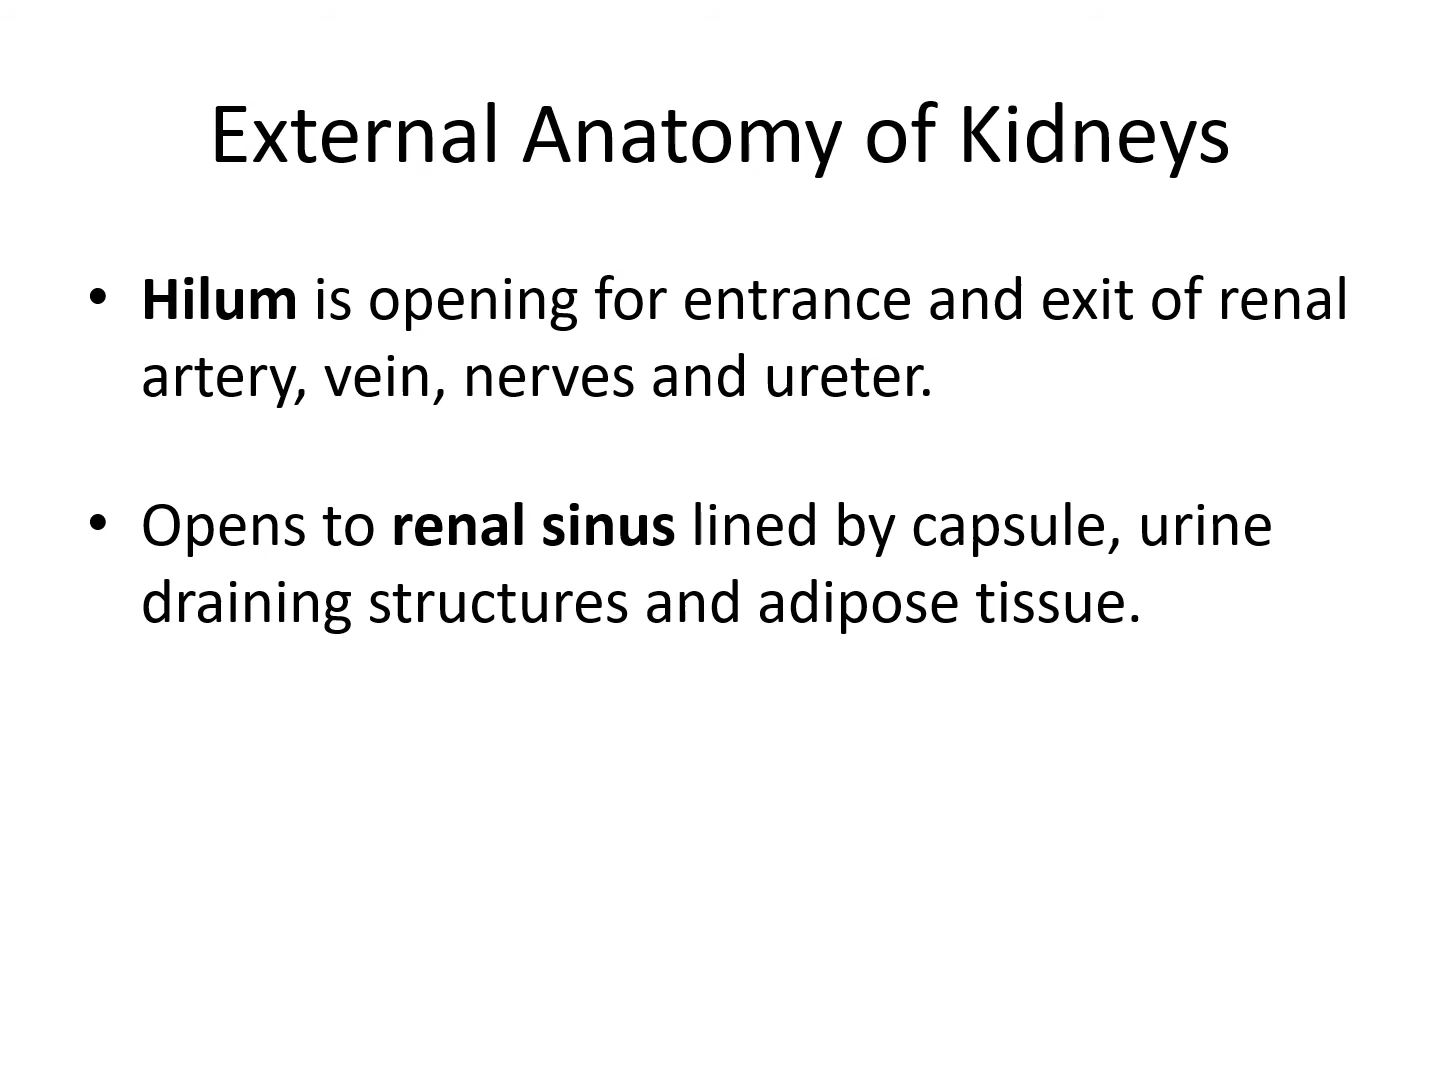 External Anatomy of Kidneys
• Hilum is opening for entrance and exit of renal
artery, vein, nerves and ureter.
• Opens to renal sinus lined by capsule, urine
draining structures and adipose tissue.